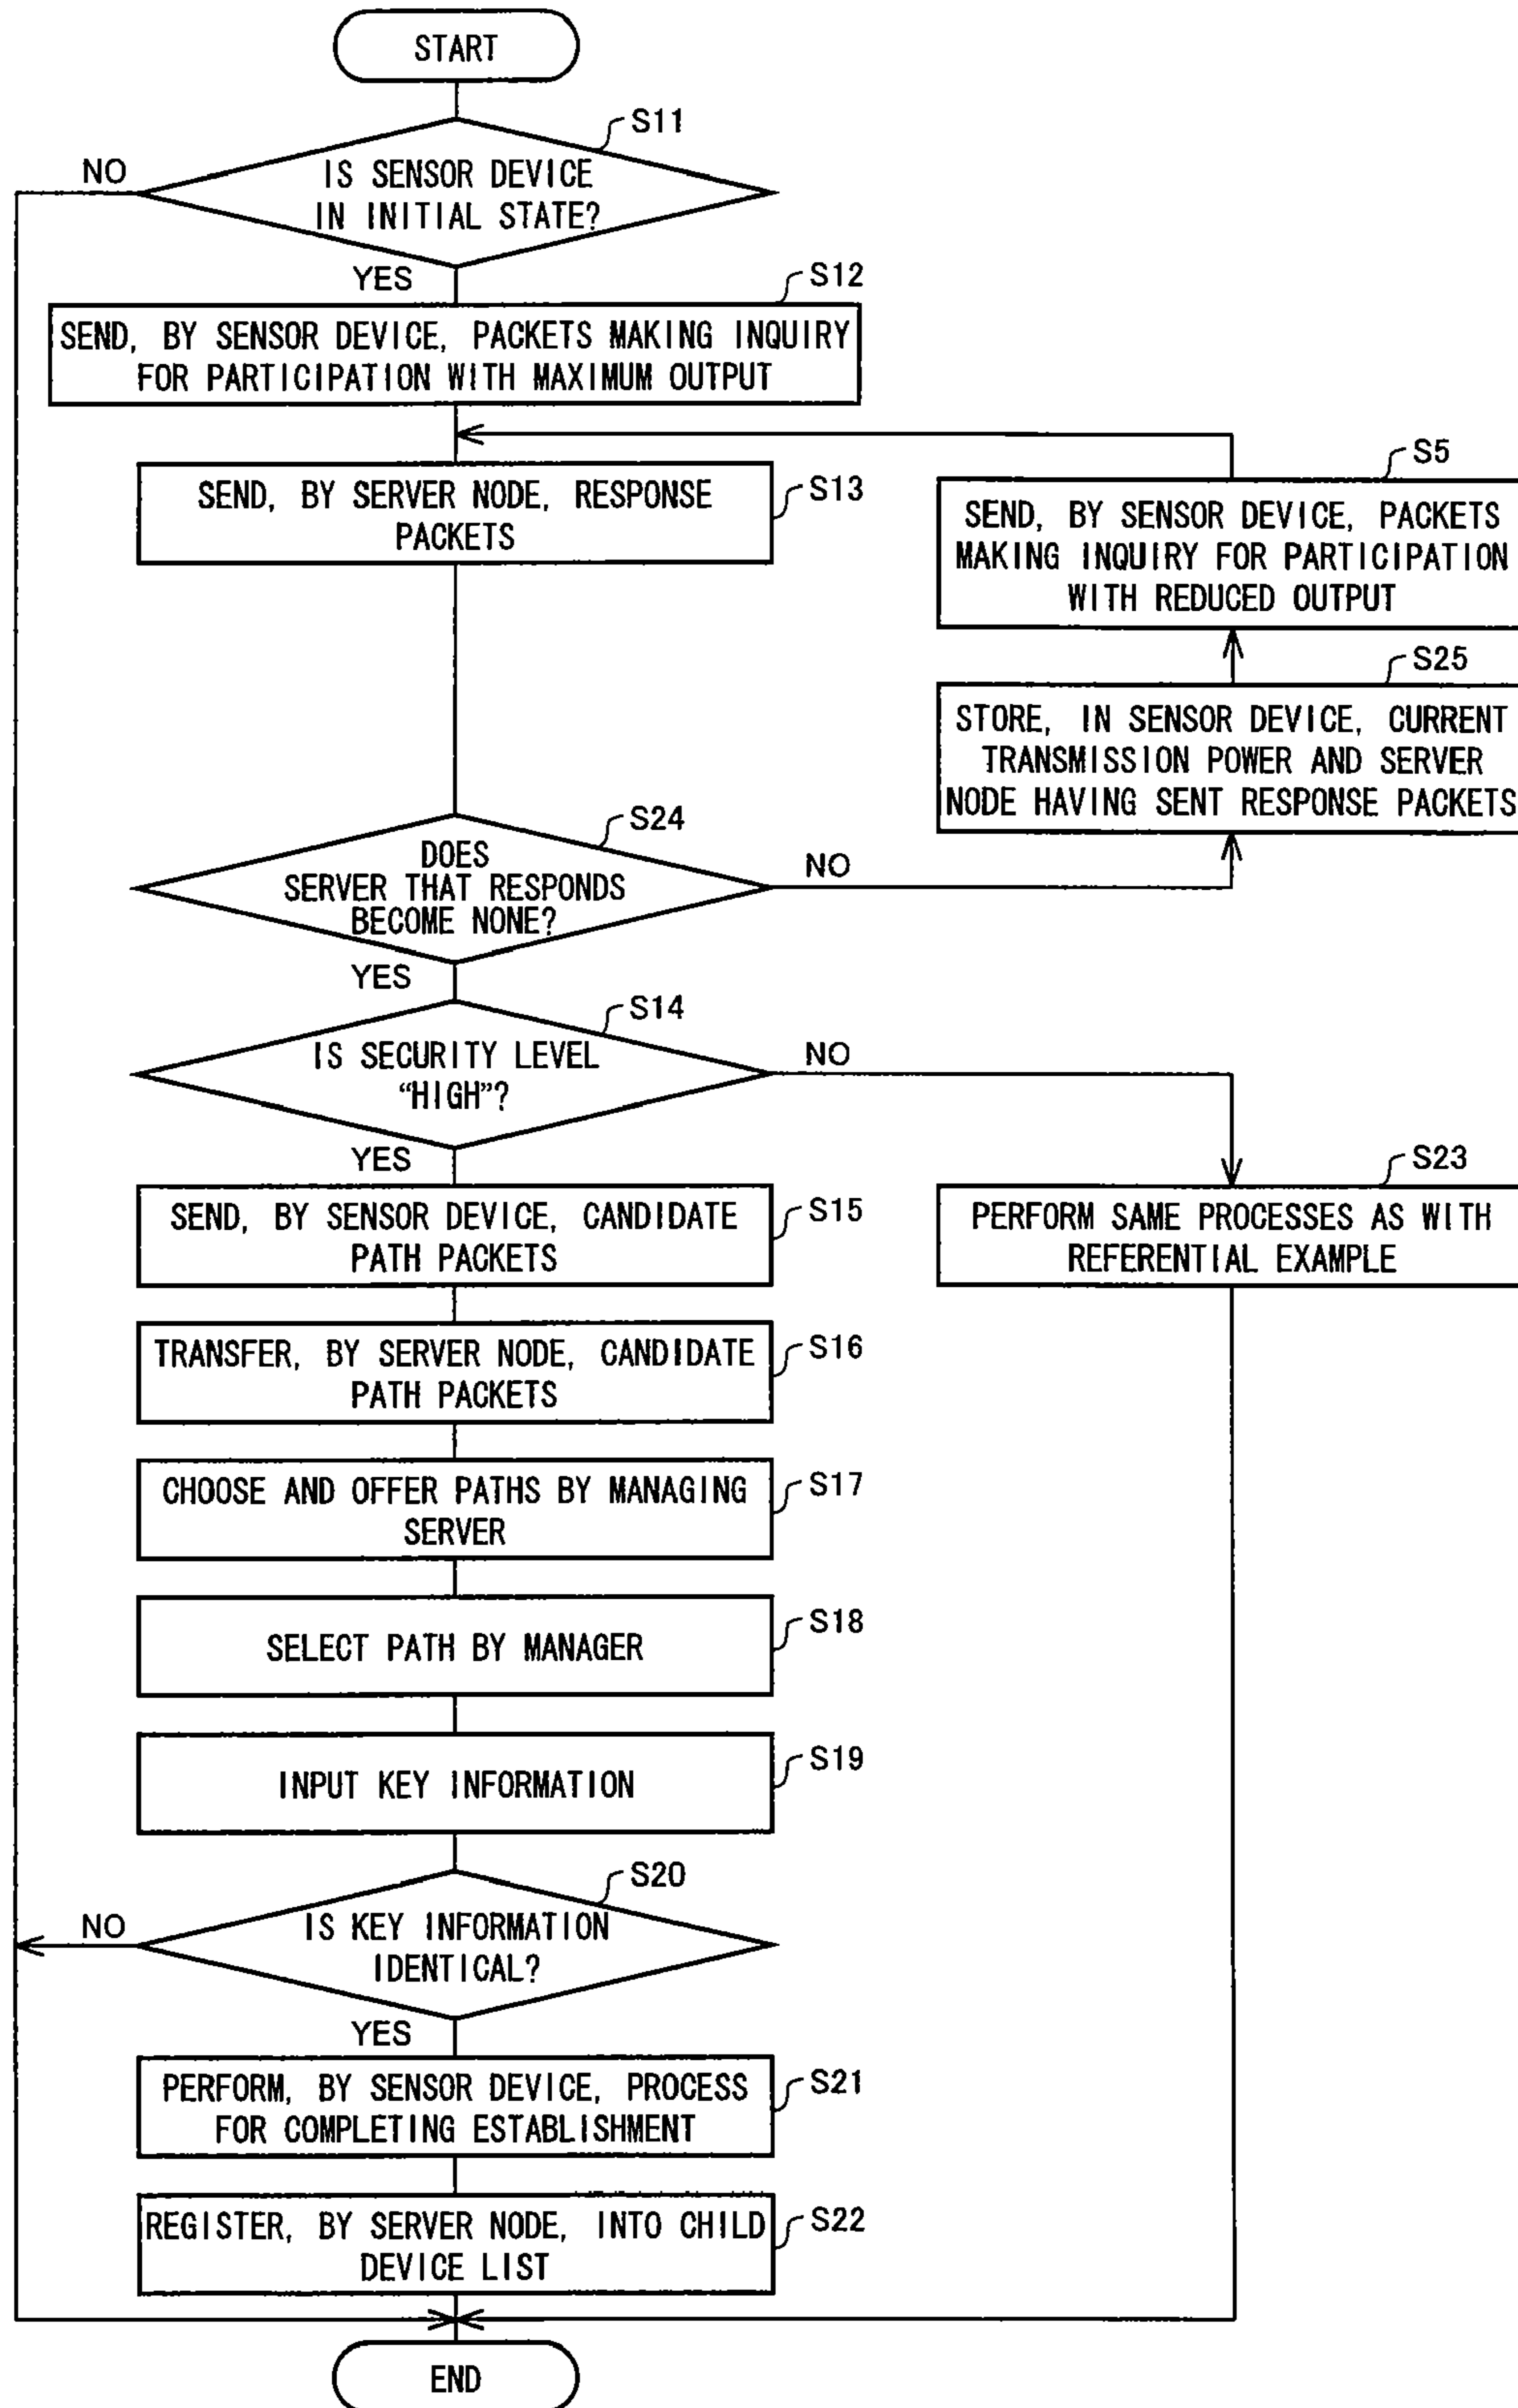 START
S11
NO
IS SENSOR DEVICE
IN INITIAL STATE?
YES
S12
SEND, BY SENSOR DEVICE, PACKETS MAKING INQUIRY
FOR PARTICIPATION WITH MAXIMUM OUTPUT
S13
SEND, BY SERVER NODE, RESPONSE
PACKETS
S5
SEND, BY SENSOR DEVICE, PACKETS
MAKING INQUIRY FOR PARTICIPATION
WITH REDUCED OUTPUT
S25
STORE, IN SENSOR DEVICE, CURRENT
TRANSMISSION POWER AND SERVER
NODE HAVING SENT RESPONSE PACKETS
S24
DOES
SERVER THAT RESPONDS
BECOME NONE?
NO
YES
S14
IS SECURITY LEVEL
“HIGH”?
NO
YES
S15
SEND, BY SENSOR DEVICE, CANDIDATE
PATH PACKETS
S23
PERFORM SAME PROCESSES AS WITH
REFERENTIAL EXAMPLE
S16
TRANSFER, BY SERVER NODE, CANDIDATE
PATH PACKETS
S17
CHOOSE AND OFFER PATHS BY MANAGING
SERVER
S18
SELECT PATH BY MANAGER
S19
INPUT KEY INFORMATION
S20
NO
IS KEY INFORMATION
IDENTICAL?
YES
S21
PERFORM, BY SENSOR DEVICE, PROCESS
FOR COMPLETING ESTABLISHMENT
S22
REGISTER, BY SERVER NODE, INTO CHILD
DEVICE LIST
END